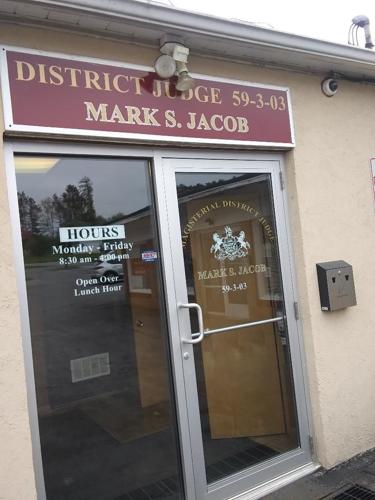 DISTRICT JUDGE 59-3-03
MARK S. JACOB
HOURS
Monday - Friday
8:30 am - 4:00 pm
Open Over
Lunch Hour
MAGISTERIAL DISTRICT JUDGE
MARK S. JACOB
59-3-03